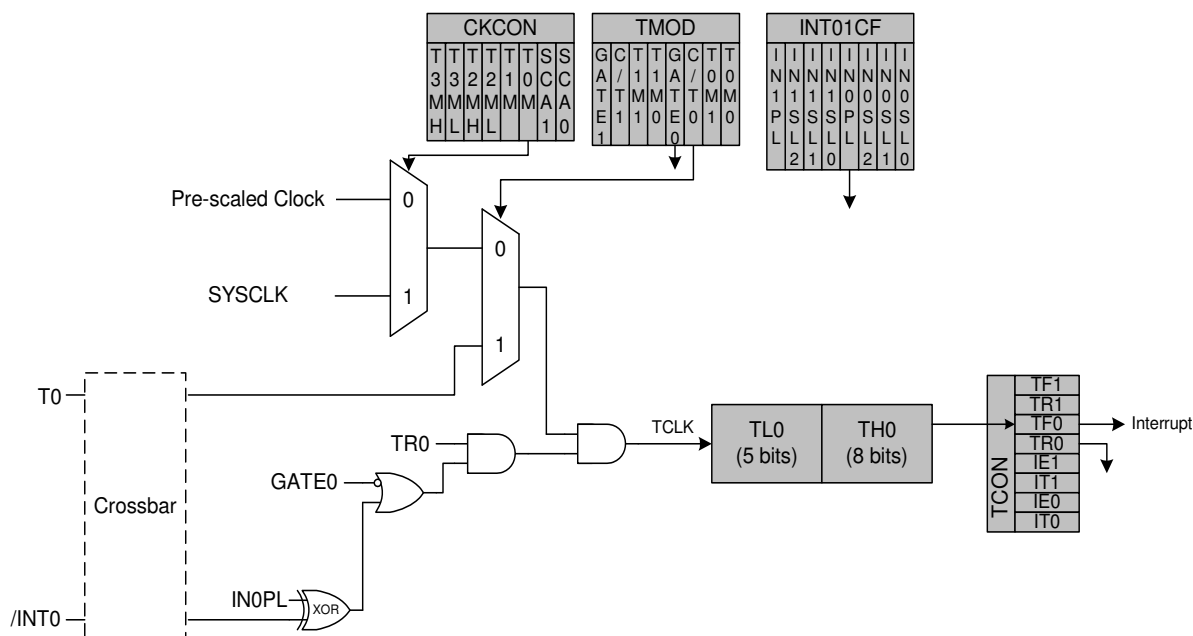 CKCON
T3MH T3ML T2MH T2ML T1M T0M SCA1 SCA0
TMOD
GATE1 C/T1 T1M1 T1M0 GATE0 C/T0 T0M1 T0M0
INT01CF
IN1PL IN1SL2 IN1SL1 IN1SL0 IN0PL IN0SL2 IN0SL1 IN0SL0
Pre-scaled Clock
0
SYSCLK
1
0
1
T0
Crossbar
/INT0
TR0
GATE0
IN0PL
XOR
TCLK
TL0
(5 bits)
TH0
(8 bits)
TCON
TF1
TR1
TF0
TR0
IE1
IT1
IE0
IT0
Interrupt